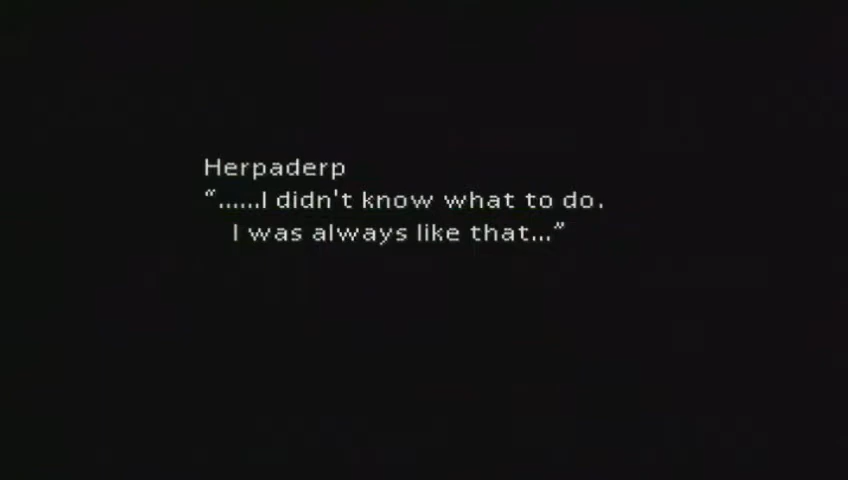 Herpaderp
“......I didn't know what to do.
I was always like that...”